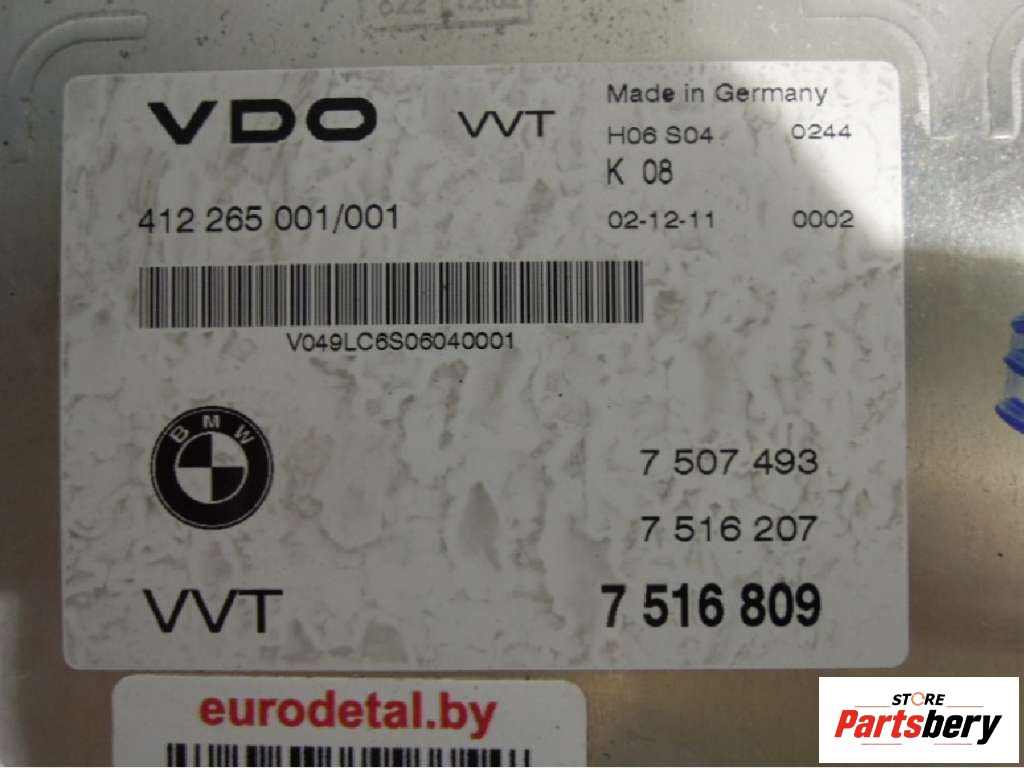 VDO VVT
Made in Germany
H06 S04 0244
K 08
412 265 001/001
02-12-11 0002
V049LC6S06040001
BMW
7 507 493
7 516 207
VVT
7 516 809
eurodetal.by
STORE
Partsbery